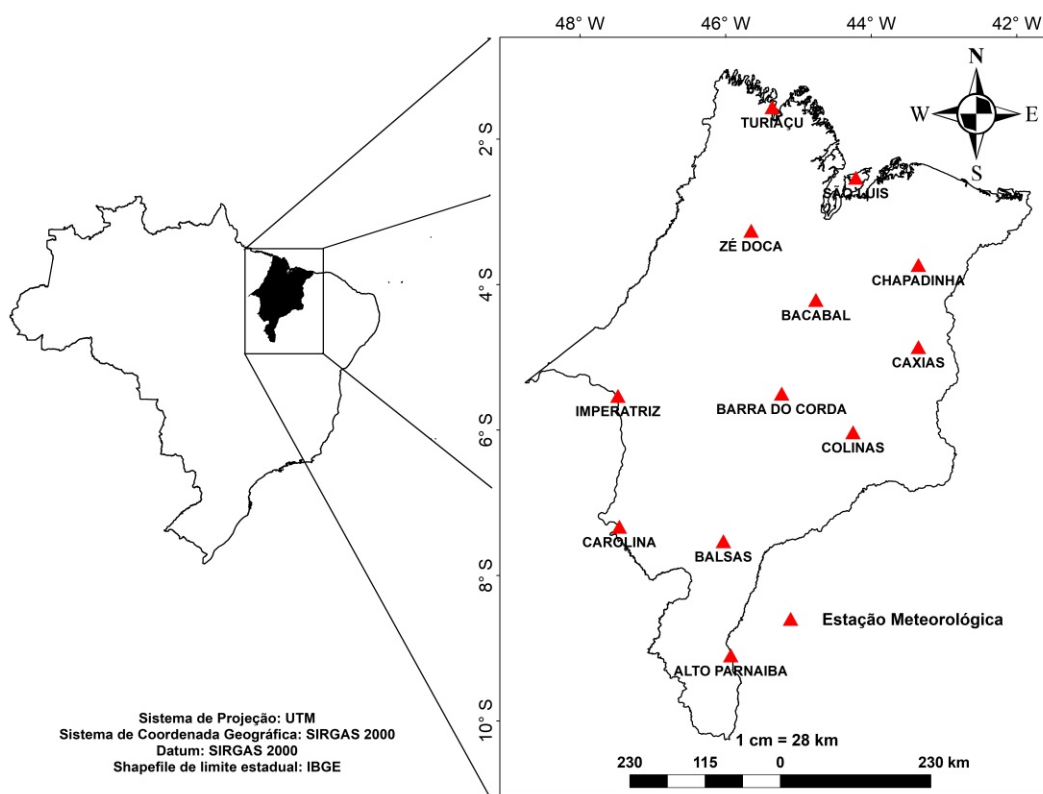 48° W 46° W 44° W 42° W
N
W E
S
2° S
4° S
6° S
8° S
10° S
TURIAÇU
SÃO LUIS
ZÉ DOCA
CHAPADINHA
BACABAL
CAXIAS
IMPERATRIZ
BARRA DO CORDA
COLINAS
CAROLINA
BALSAS
Estação Meteorológica
ALTO PARNAIBA
Sistema de Projeção: UTM
Sistema de Coordenada Geográfica: SIRGAS 2000
Datum: SIRGAS 2000
Shapefile de limite estadual: IBGE
1 cm = 28 km
230 115 0 230 km